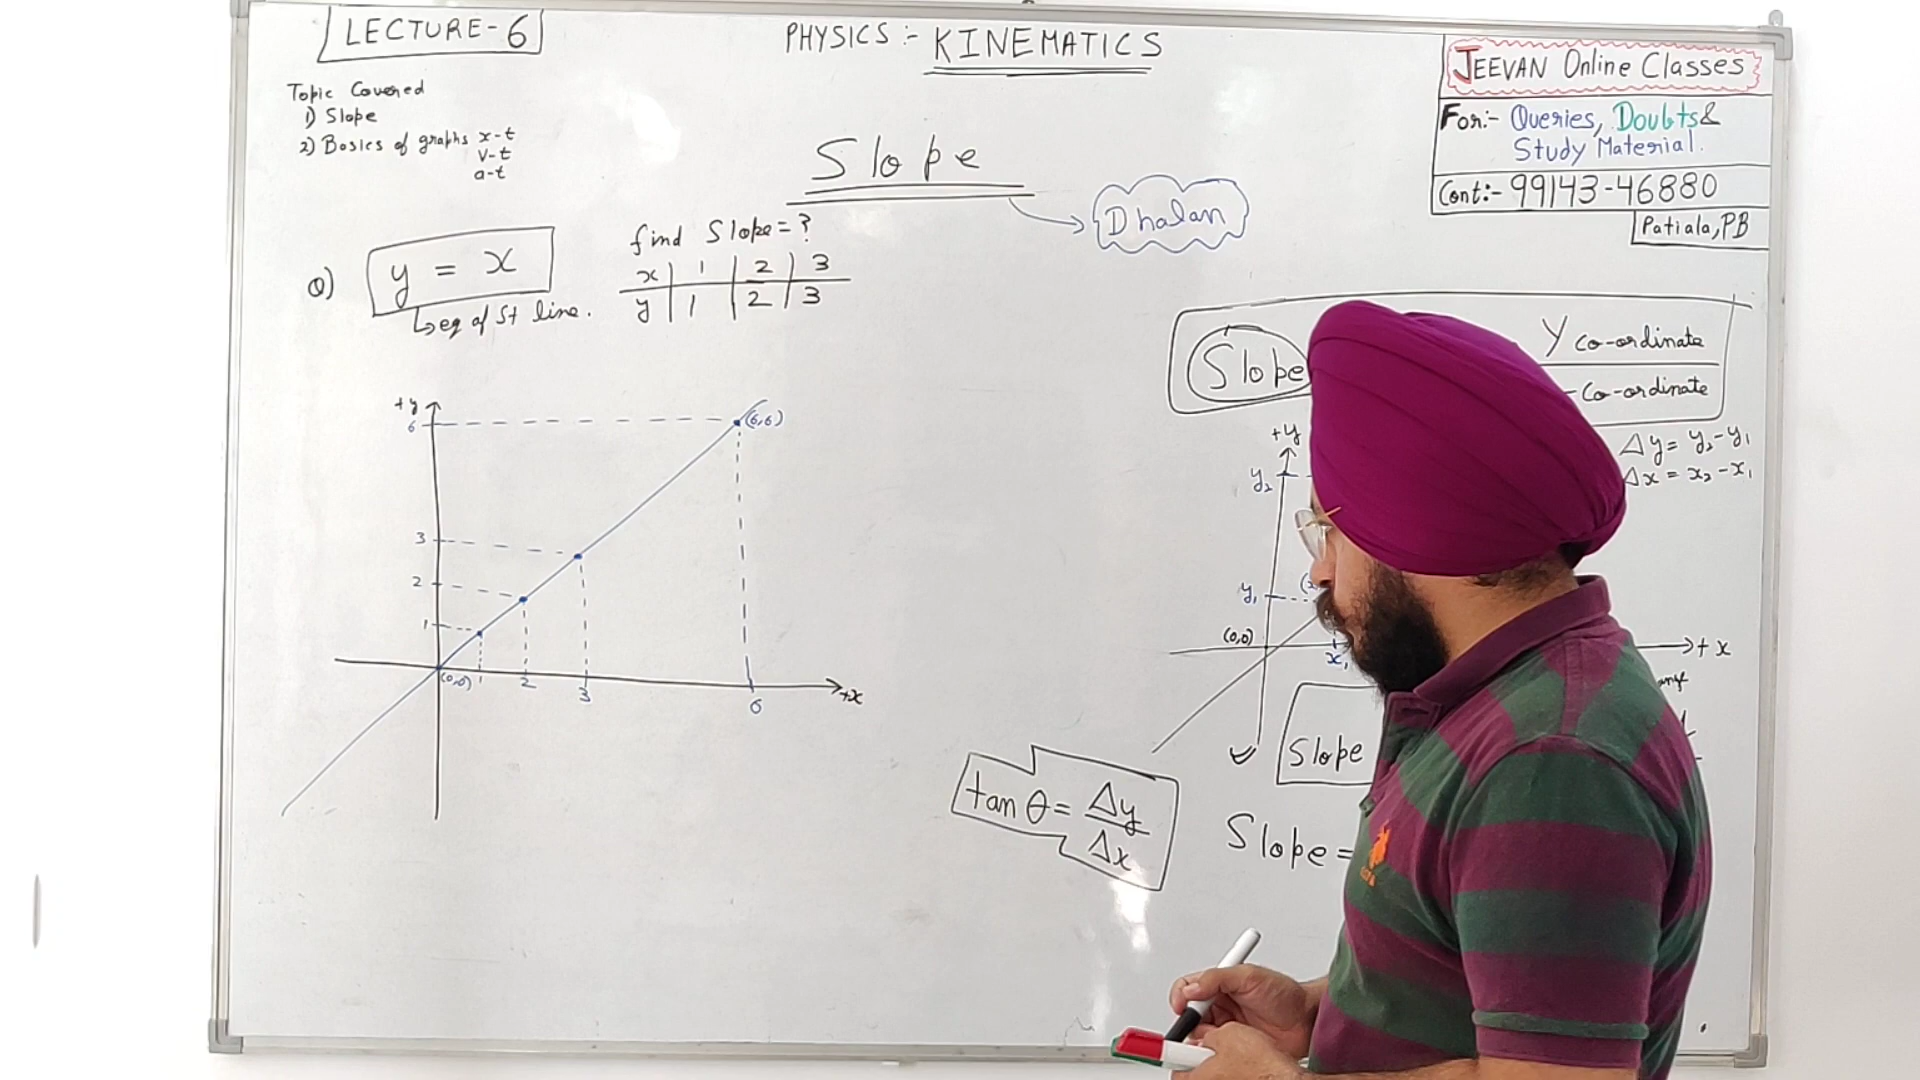 LECTURE-6
PHYSICS:- KINEMATICS
JEEVAN Online Classes
For:- Queries, Doubts &
Study Material.
Cont:- 99143-46880
Patiala, PB
Topic Covered
1) Slope
2) Basics of graphs x-t
v-t
a-t
Slope
Dhalan
Q) y = x
find Slope = ?
x 1 2 3
y 1 2 3
↳ eq of St line.
Slope
Y co-ordinate
Co-ordinate
Δy = y₂-y₁
Δx = x₂-x₁
+y
6
(6,6)
3
2
1
(0,0) 1 2 3 6 +x
+y
y₂
y₁
(0,0)
x₁
+x
Slope
tan θ = Δy
Δx
Slope =